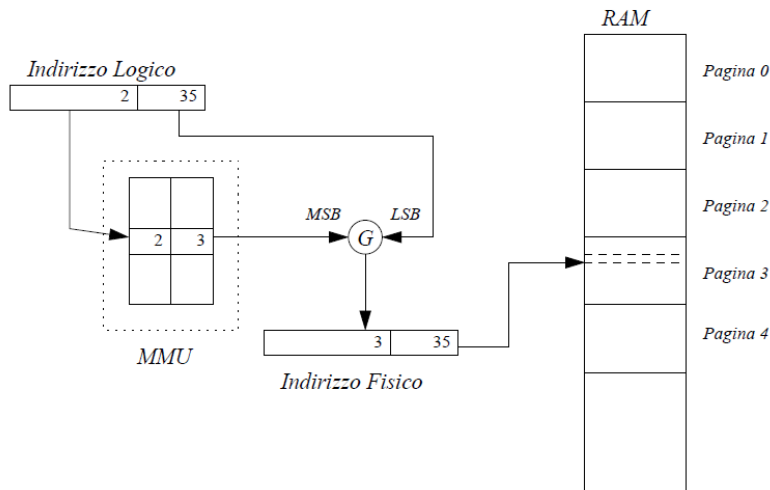 RAM
Indirizzo Logico
2 35
Pagina 0
Pagina 1
Pagina 2
MSB LSB
2 3
G
Pagina 3
Pagina 4
3 35
MMU
Indirizzo Fisico